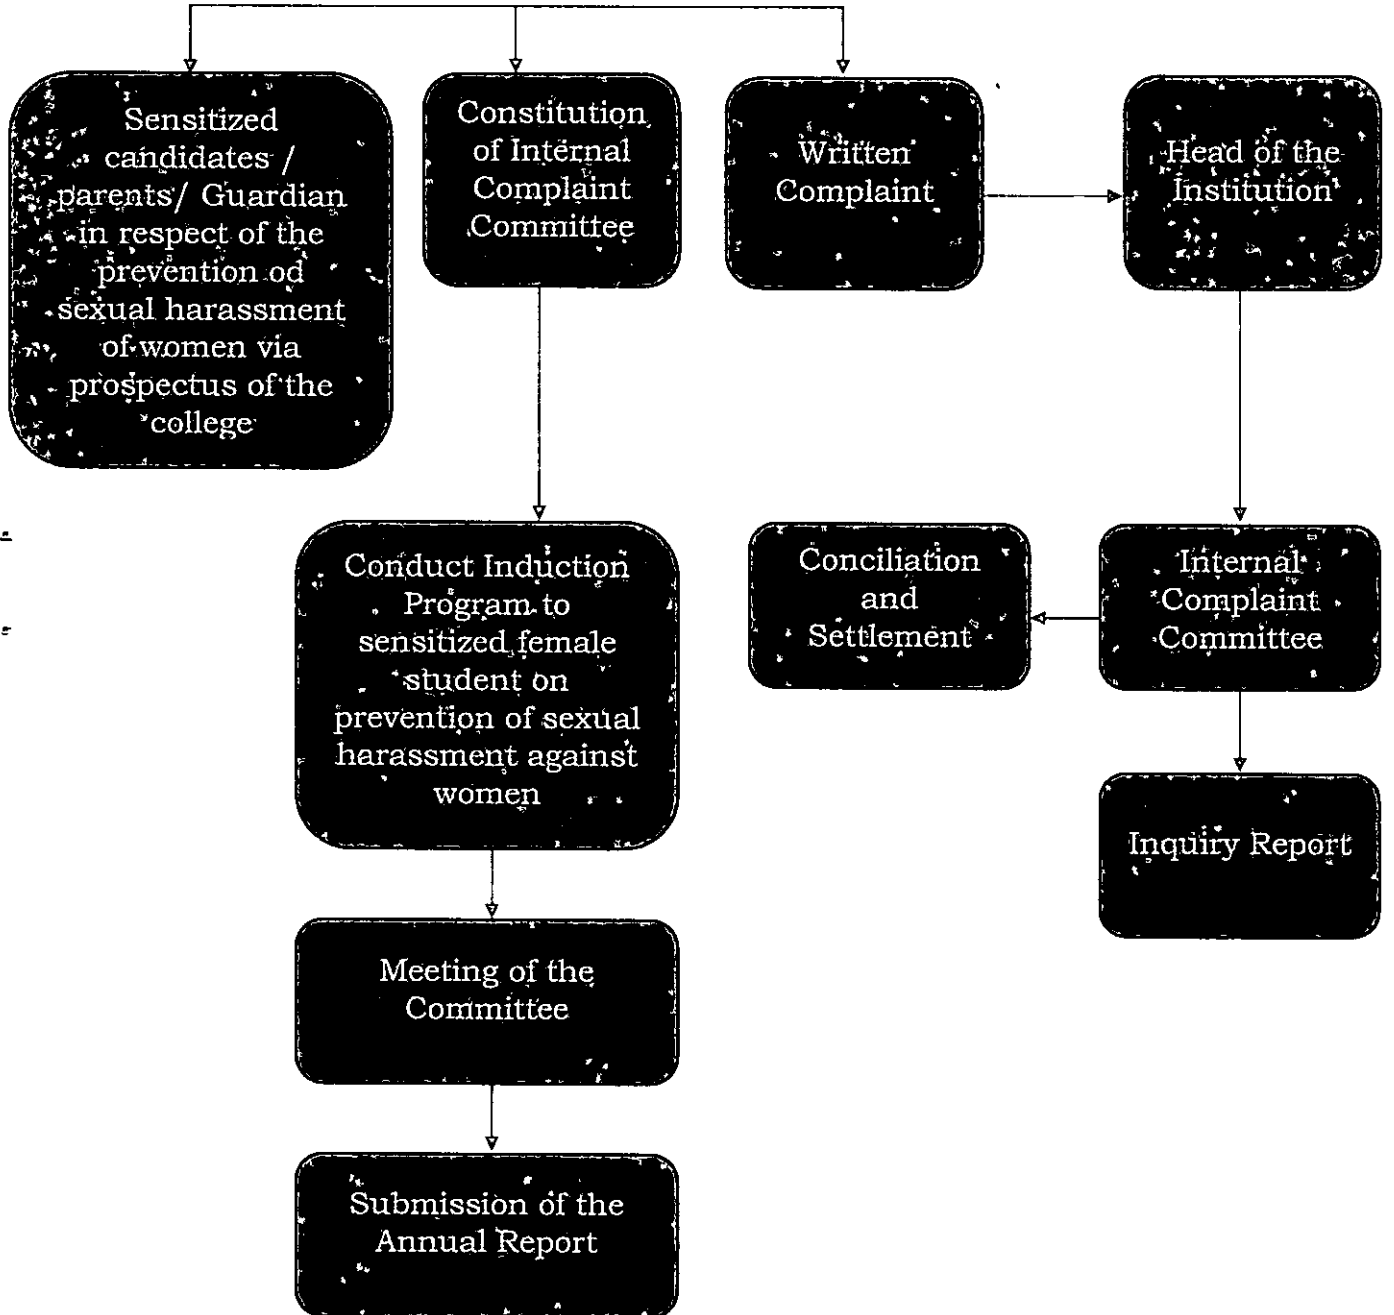 Sensitized
candidates /
parents/ Guardian
in respect of the
prevention od
sexual harassment
of women via
prospectus of the
college
Constitution
of Internal
Complaint
Committee
Written
Complaint
Head of the
Institution
Conduct Induction
Program to
sensitized female
student on
prevention of sexual
harassment against
women
Conciliation
and
Settlement
Internal
Complaint
Committee
Inquiry Report
Meeting of the
Committee
Submission of the
Annual Report